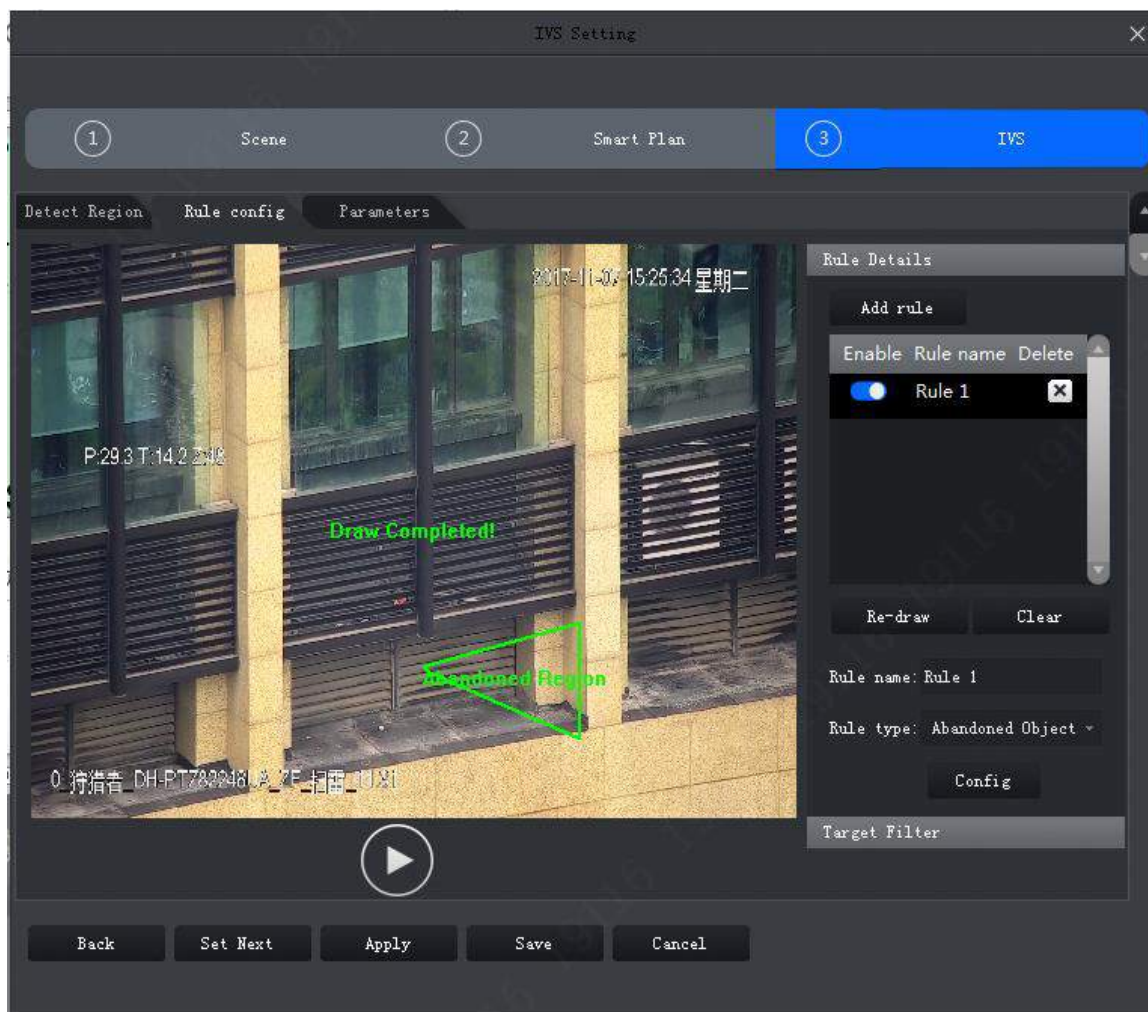 IVS Setting
1 Scene 2 Smart Plan 3 IVS
Detect Region Rule config Parameters
2017-11-07 15:25:34 星期二
P:29.3 T:14.2 Z:48
Draw Completed!
Abandoned Region
Rule Details
Add rule
Enable Rule name Delete
Rule 1
Re-draw Clear
Rule name: Rule 1
Rule type: Abandoned Object
Config
Target Filter
Back Set Next Apply Save Cancel